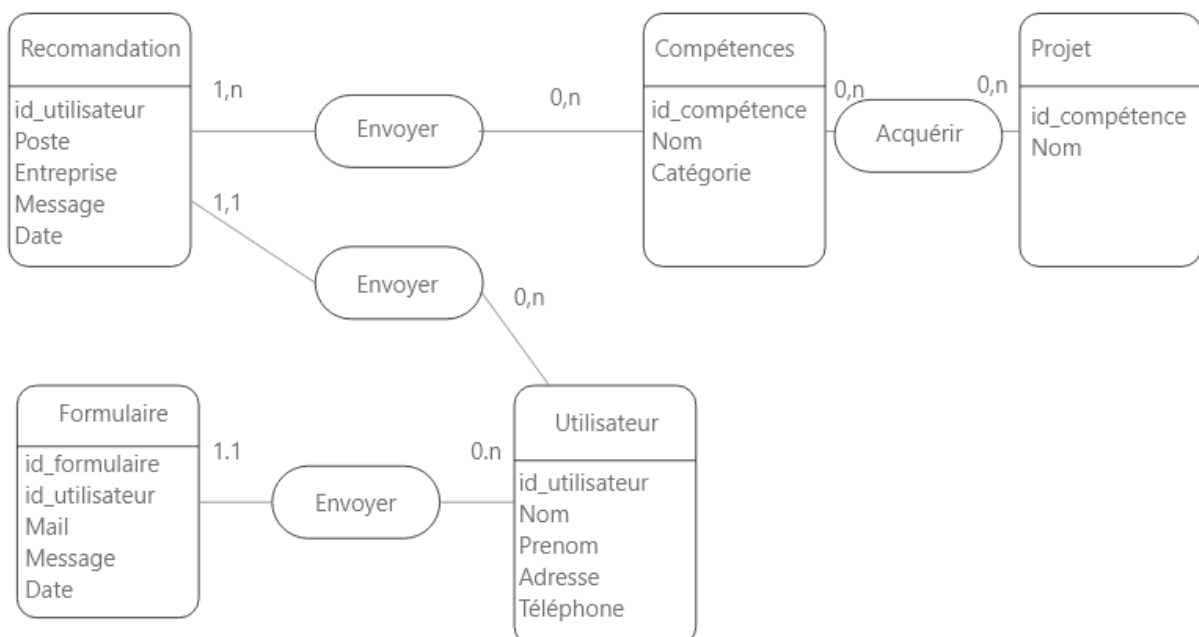 Recomandation
id_utilisateur
Poste
Entreprise
Message
Date
1,n
Envoyer
0,n
Compétences
id_compétence
Nom
Catégorie
0,n
Acquérir
0,n
Projet
id_compétence
Nom
1,1
Envoyer
0,n
Formulaire
id_formulaire
id_utilisateur
Mail
Message
Date
1.1
Envoyer
0.n
Utilisateur
id_utilisateur
Nom
Prenom
Adresse
Téléphone